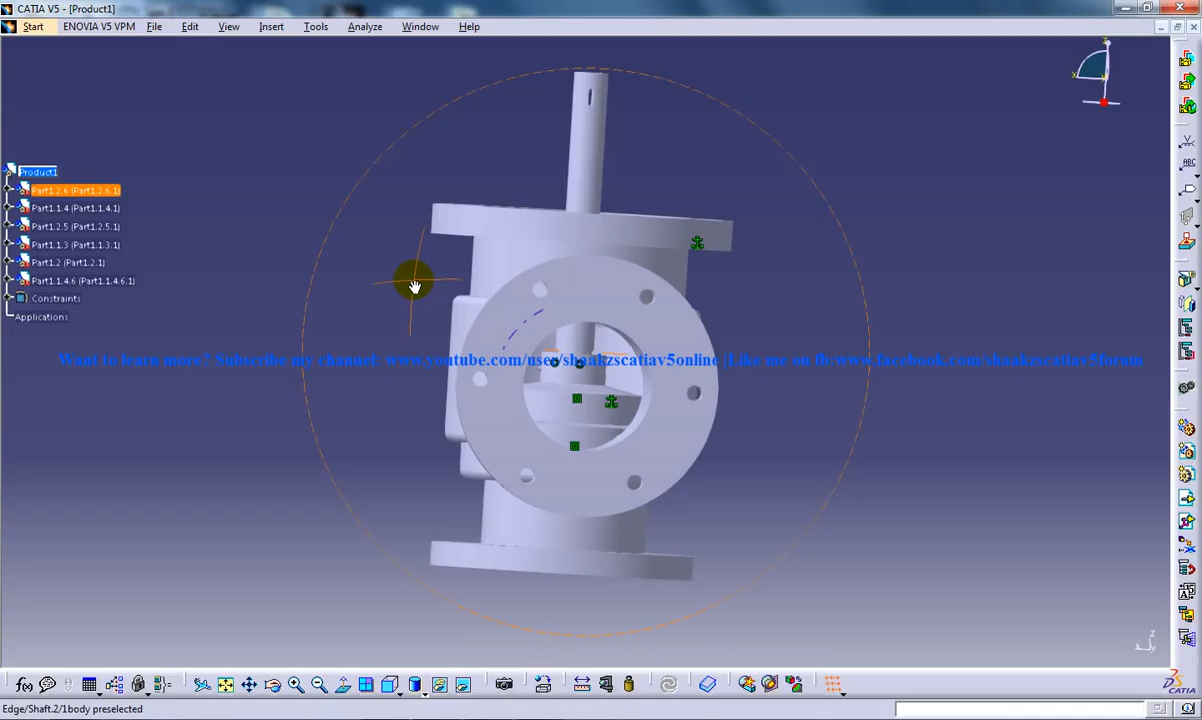 CATIA V5 - [Product1]
Start ENOVIA V5 VPM File Edit View Insert Tools Analyze Window Help
Product1
Part1.2.6 (Part1.2.6.1)
Part1.1.4 (Part1.1.4.1)
Part1.2.5 (Part1.2.5.1)
Part1.1.3 (Part1.1.3.1)
Part1.2 (Part1.2.1)
Part1.1.4.6 (Part1.1.4.6.1)
Constraints
Applications
Want to learn more? Subscribe my channel: www.youtube.com/user/shaakzscatiav5online |Like me on fb:www.facebook.com/shaakzscatiav5forum
ABC
f(x)
Edge/Shaft.2/1body preselected